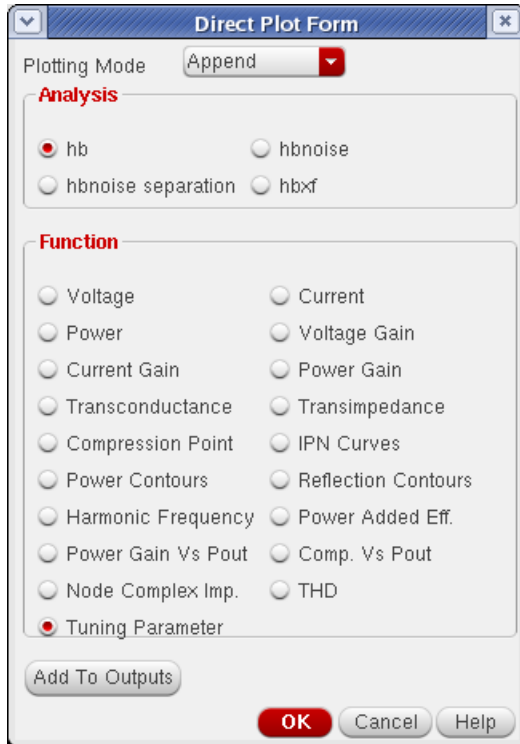 Direct Plot Form
Plotting Mode Append
Analysis
hb hbnoise
hbnoise separation hbxf
Function
Voltage Current
Power Voltage Gain
Current Gain Power Gain
Transconductance Transimpedance
Compression Point IPN Curves
Power Contours Reflection Contours
Harmonic Frequency Power Added Eff.
Power Gain Vs Pout Comp. Vs Pout
Node Complex Imp. THD
Tuning Parameter
Add To Outputs
OK Cancel Help